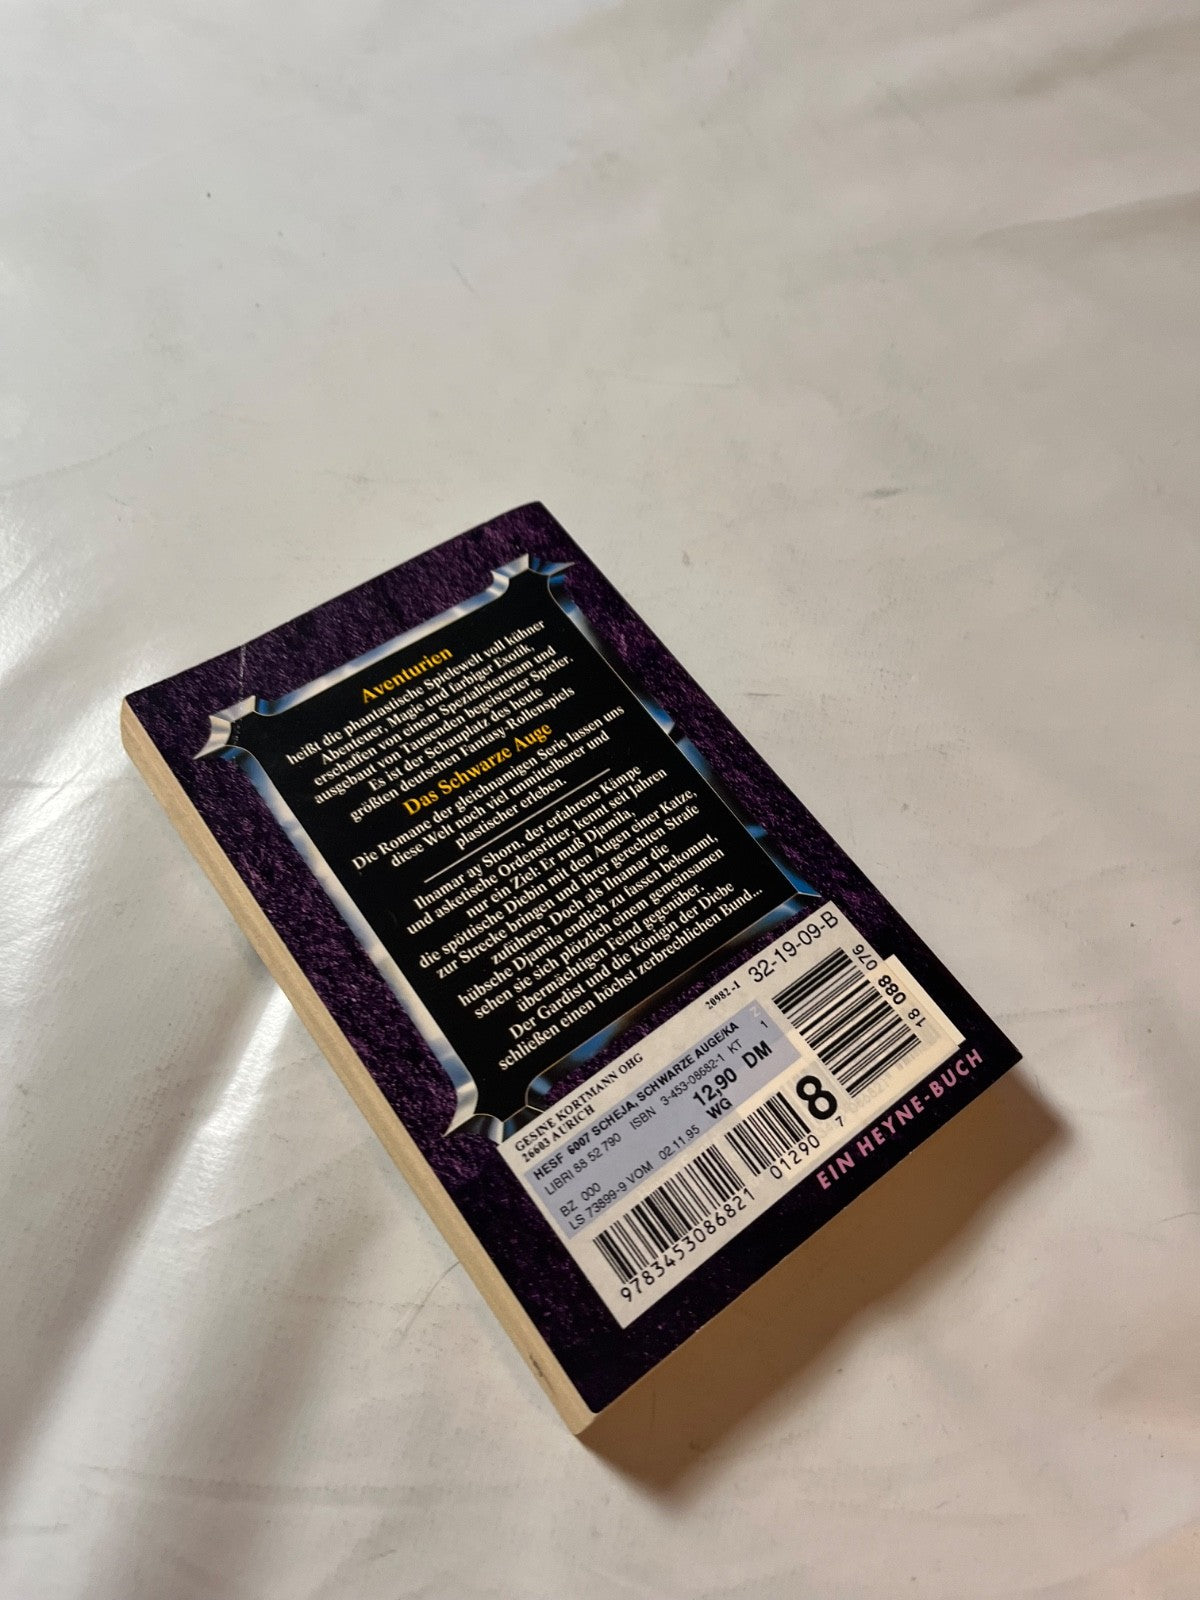 Aventurien
heißt die phantastische Spielewelt voll kühner
Abenteuer, Magie und farbiger Exotik,
erschaffen von einem Spezialistenteam und
ausgebaut von Tausenden begeisterter Spieler.
Es ist der Schauplatz des heute
größten deutschen Fantasy-Rollenspiels
Das Schwarze Auge
Die Romane der gleichnamigen Serie lassen uns
diese Welt noch viel unmittelbarer und
plastischer erleben.
Ilnamar ay Shorn, der erfahrene Kämpe
und asketische Ordensritter, kennt seit Jahren
nur ein Ziel: Er muß Djamila,
die spöttische Diebin mit den Augen einer Katze,
zur Strecke bringen und ihrer gerechten Strafe
zuführen. Doch als Ilnamar die
hübsche Djamila endlich zu fassen bekommt,
sehen sie sich plötzlich einem gemeinsamen
übermächtigen Feind gegenüber.
Der Gardist und die Königin der Diebe
schließen einen höchst zerbrechlichen Bund...
GESINE KORTMANN OHG 20982-1 32-19-09-B
26603 AURICH
HESF 6007 SCHEJA, SCHWARZE AUGE/KA Z
LIBRI 88 52 790 ISBN 3-453-08682-1 KT 1
BZ 000 12,90 DM
LS 73899-9 VOM 02.11.95 WG
8
9783453086821 01290 7
18 088 076
EIN HEYNE-BUCH